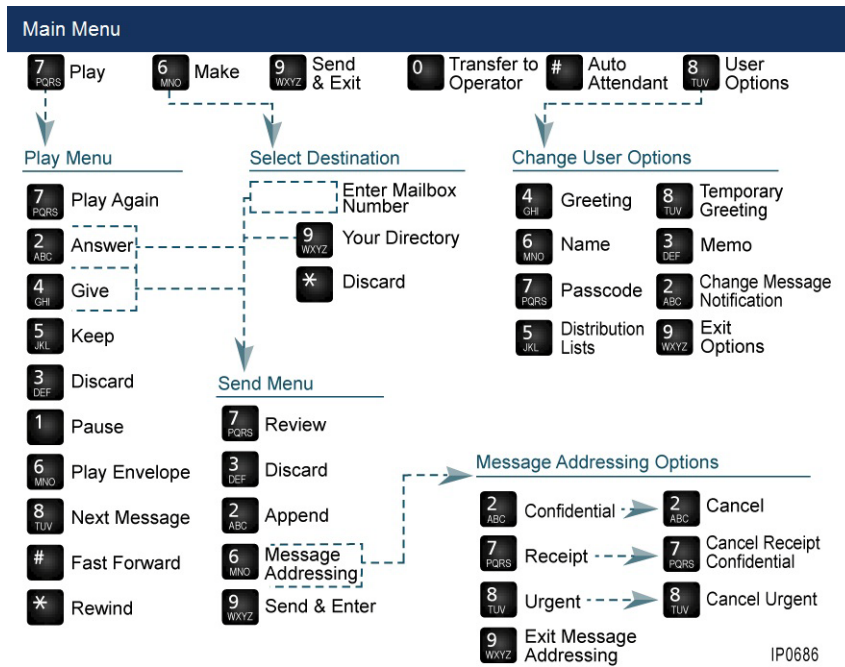 Main Menu
7 PQRS Play
6 MNO Make
9 WXYZ Send
& Exit
0 Transfer to
Operator
# Auto
Attendant
8 TUV User
Options
Play Menu
7 PQRS Play Again
2 ABC Answer
4 GHI Give
5 JKL Keep
3 DEF Discard
1 Pause
6 MNO Play Envelope
8 TUV Next Message
# Fast Forward
* Rewind
Select Destination
Enter Mailbox
Number
9 WXYZ Your Directory
* Discard
Send Menu
7 PQRS Review
3 DEF Discard
2 ABC Append
6 MNO Message
Addressing
9 WXYZ Send & Enter
Change User Options
4 GHI Greeting
6 MNO Name
7 PQRS Passcode
5 JKL Distribution
Lists
8 TUV Temporary
Greeting
3 DEF Memo
2 ABC Change Message
Notification
9 WXYZ Exit
Options
Message Addressing Options
2 ABC Confidential
2 ABC Cancel
7 PQRS Receipt
7 PQRS Cancel Receipt
Confidential
8 TUV Urgent
8 TUV Cancel Urgent
9 WXYZ Exit Message
Addressing
IP0686